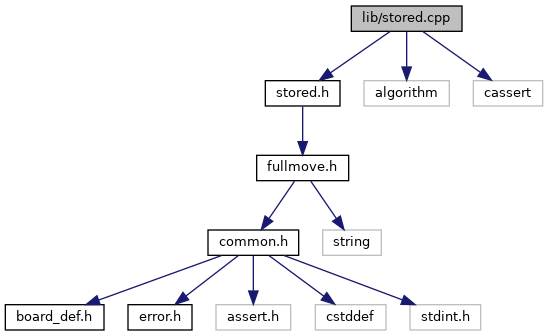 lib/stored.cpp
stored.h
algorithm
cassert
fullmove.h
common.h
string
board_def.h
error.h
assert.h
cstddef
stdint.h